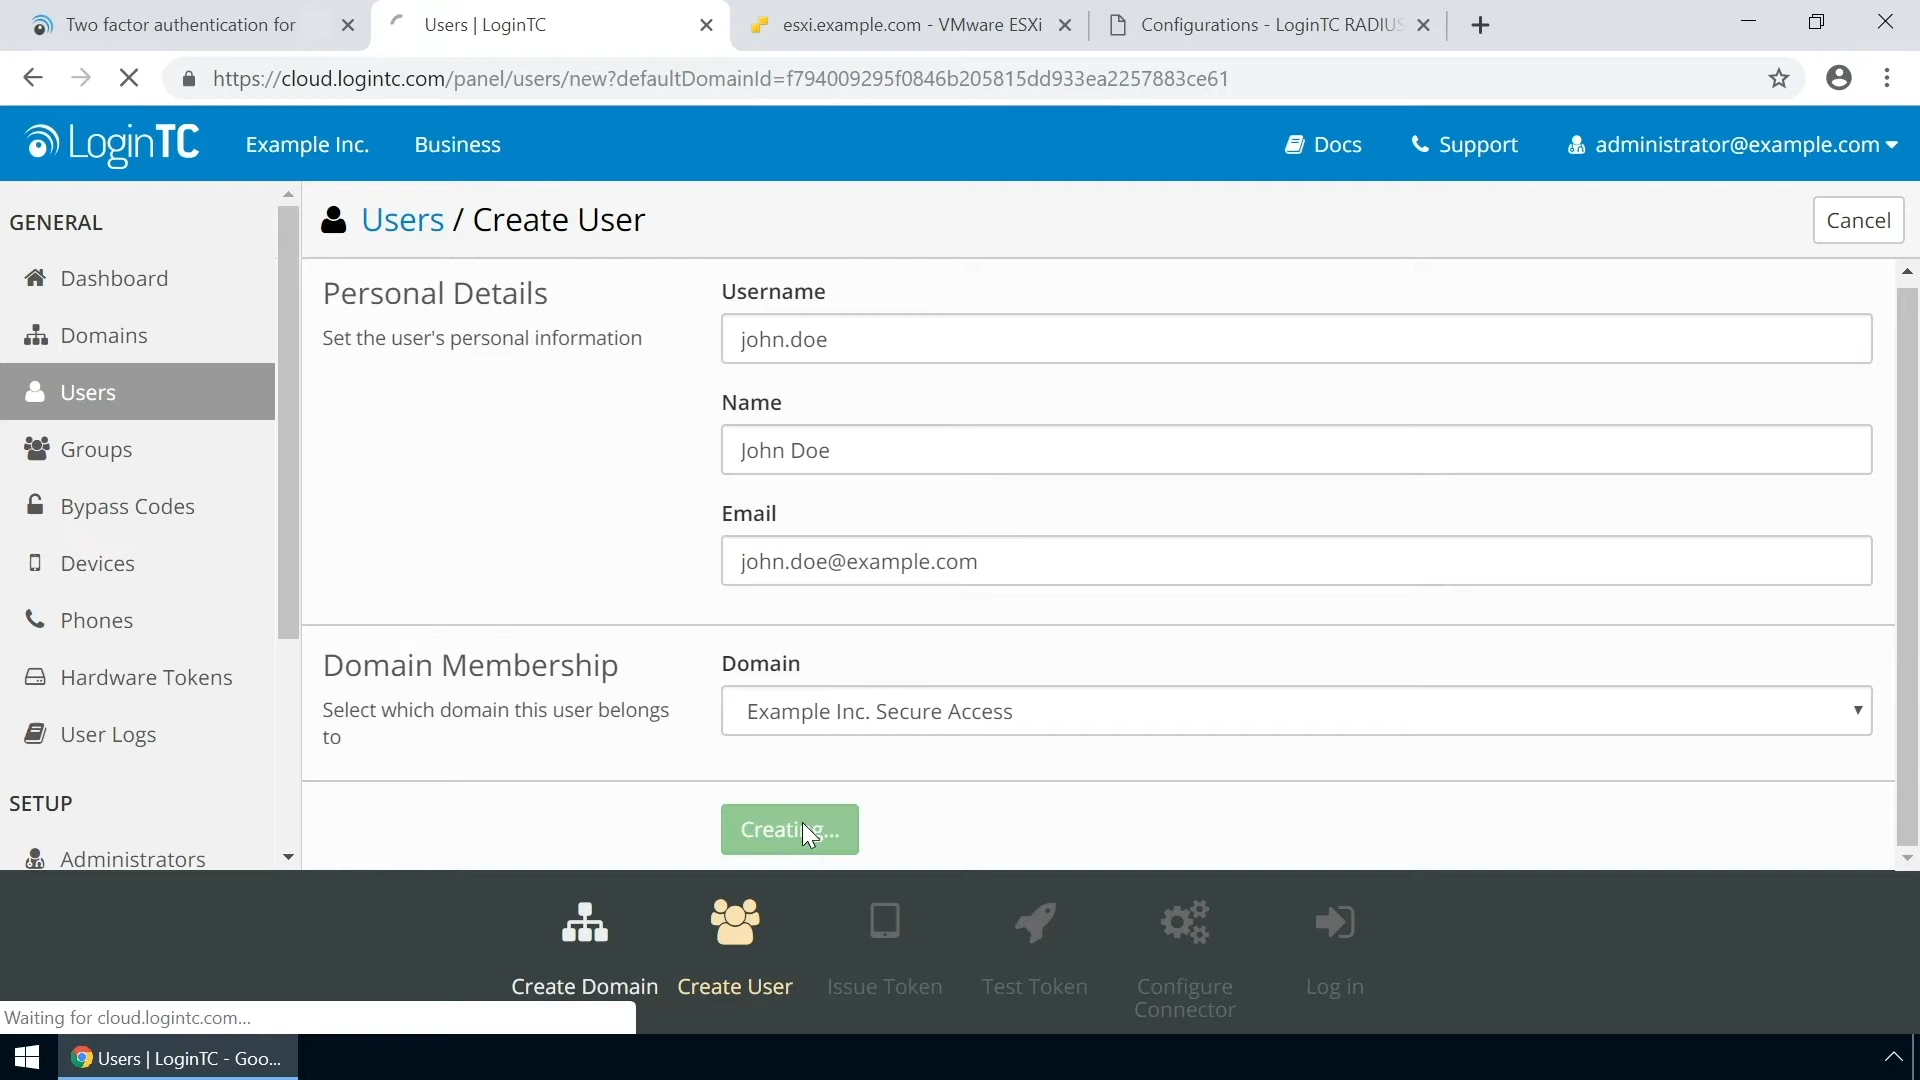 Two factor authentication for
Users | LoginTC
esxi.example.com - VMware ESXi
Configurations - LoginTC RADIUS
https://cloud.logintc.com/panel/users/new?defaultDomainId=f794009295f0846b205815dd933ea2257883ce61
LoginTC
Example Inc.
Business
Docs
Support
administrator@example.com
GENERAL
Dashboard
Domains
Users
Groups
Bypass Codes
Devices
Phones
Hardware Tokens
User Logs
SETUP
Administrators
Users / Create User
Cancel
Personal Details
Set the user's personal information
Username
john.doe
Name
John Doe
Email
john.doe@example.com
Domain Membership
Select which domain this user belongs
to
Domain
Example Inc. Secure Access
Creating...
Create Domain
Create User
Issue Token
Test Token
Configure
Connector
Log in
Waiting for cloud.logintc.com...
Users | LoginTC - Goo...